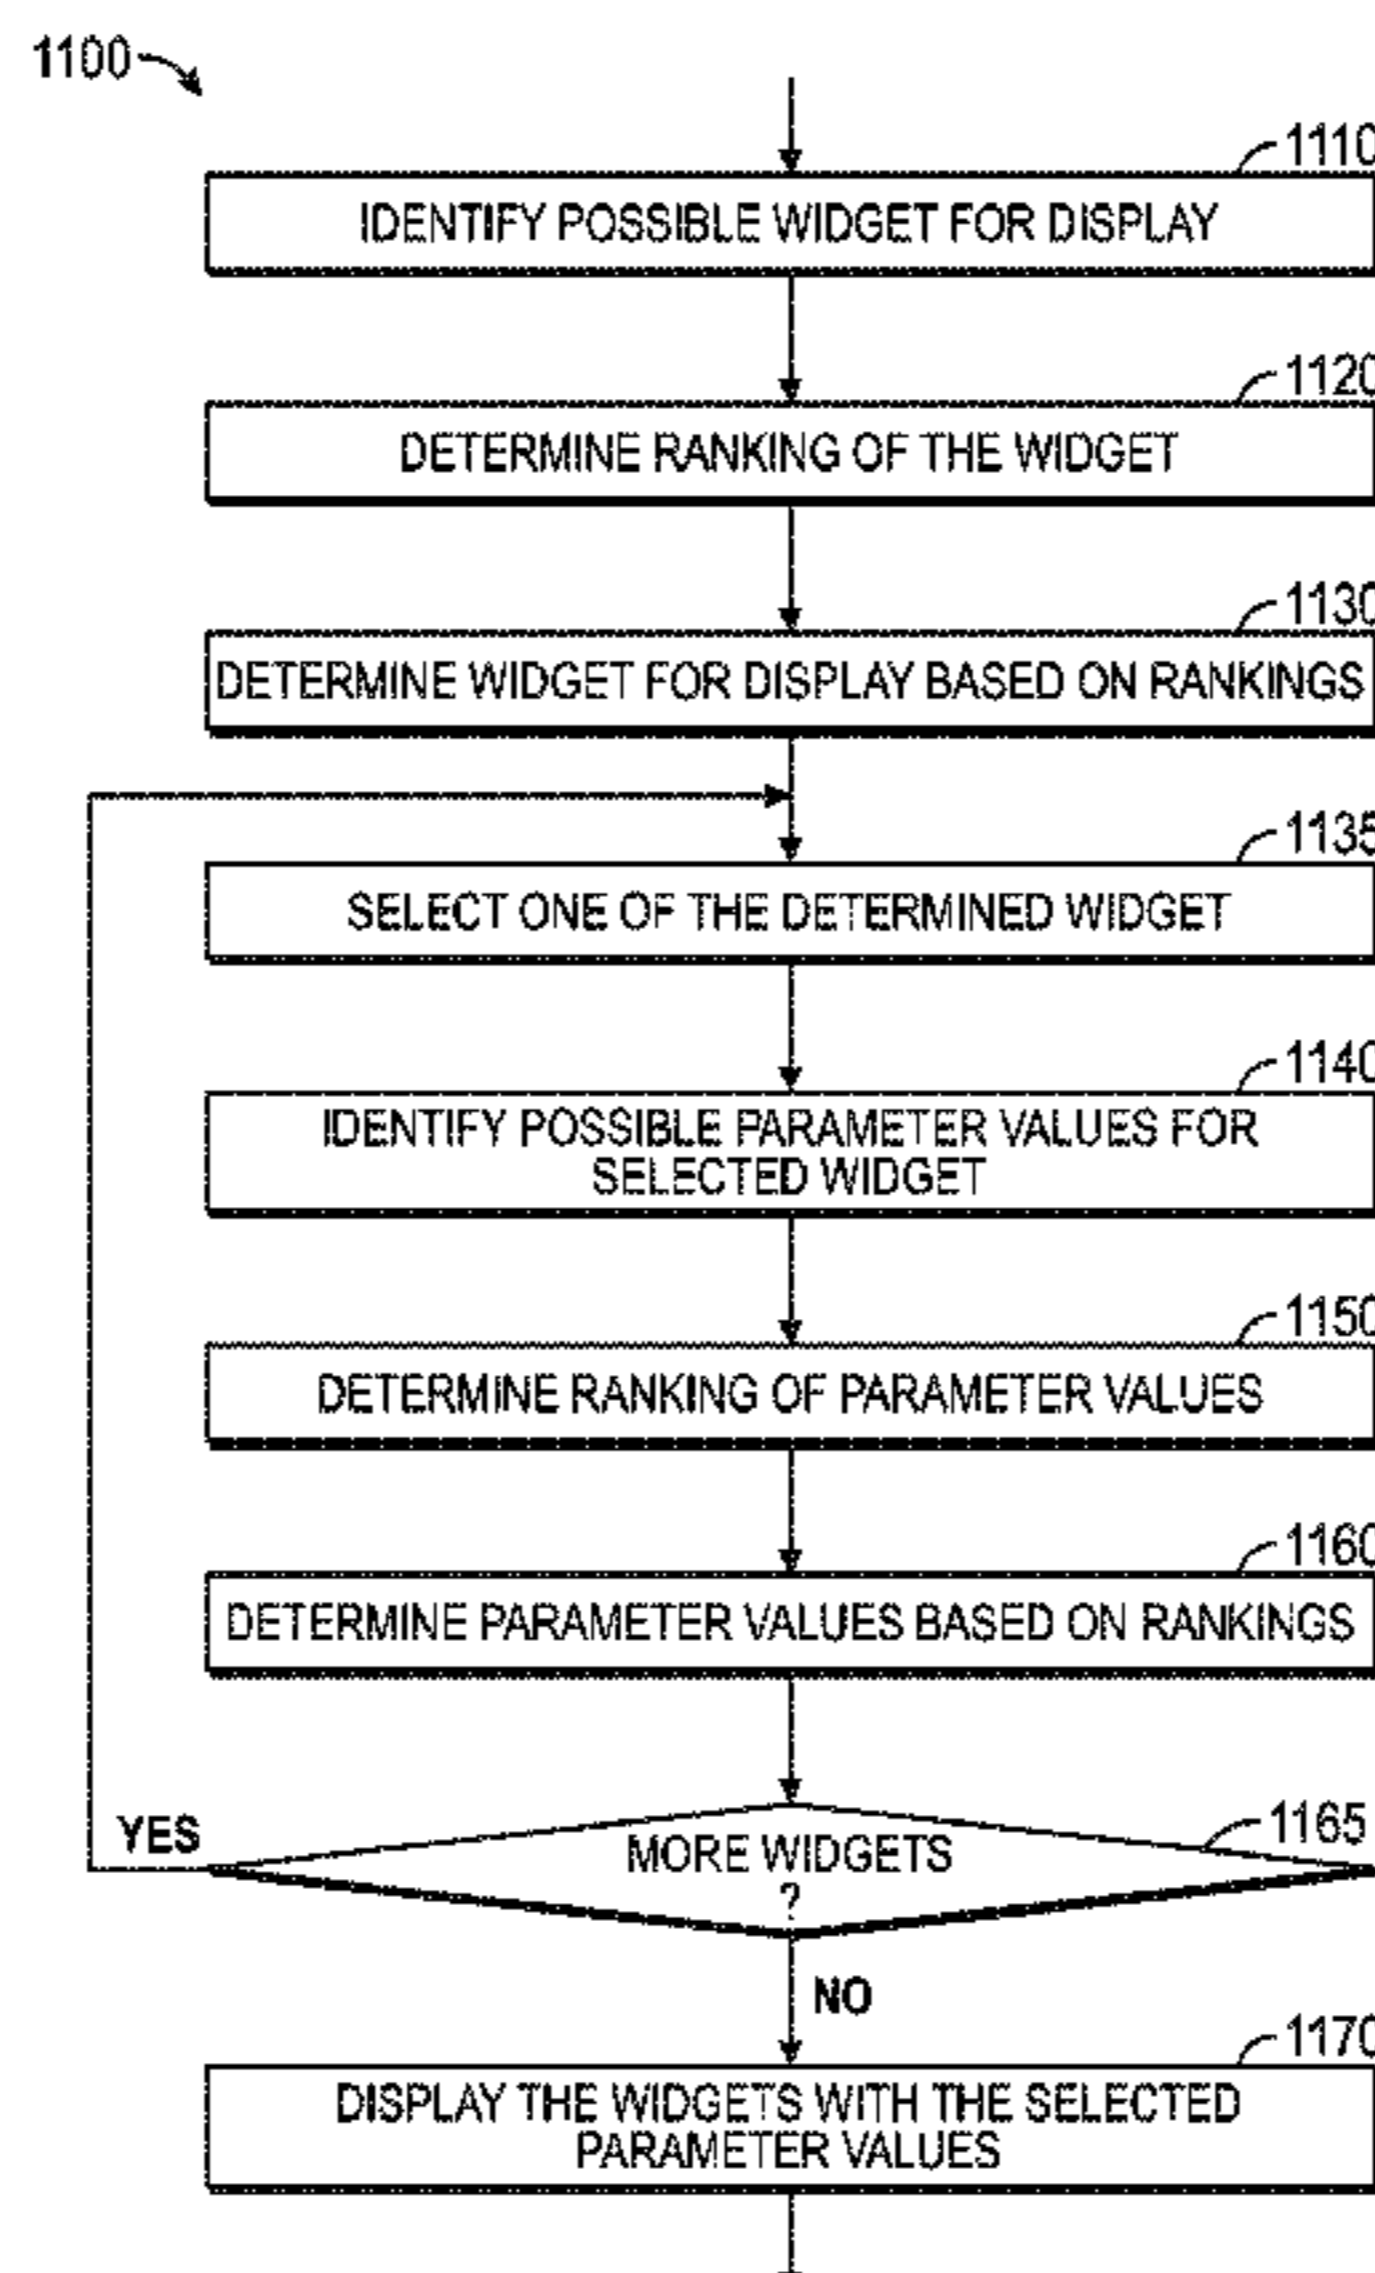 1100
1110
IDENTIFY POSSIBLE WIDGET FOR DISPLAY
1120
DETERMINE RANKING OF THE WIDGET
1130
DETERMINE WIDGET FOR DISPLAY BASED ON RANKINGS
1135
SELECT ONE OF THE DETERMINED WIDGET
1140
IDENTIFY POSSIBLE PARAMETER VALUES FOR
SELECTED WIDGET
1150
DETERMINE RANKING OF PARAMETER VALUES
1160
DETERMINE PARAMETER VALUES BASED ON RANKINGS
1165
YES
MORE WIDGETS
?
NO
1170
DISPLAY THE WIDGETS WITH THE SELECTED
PARAMETER VALUES